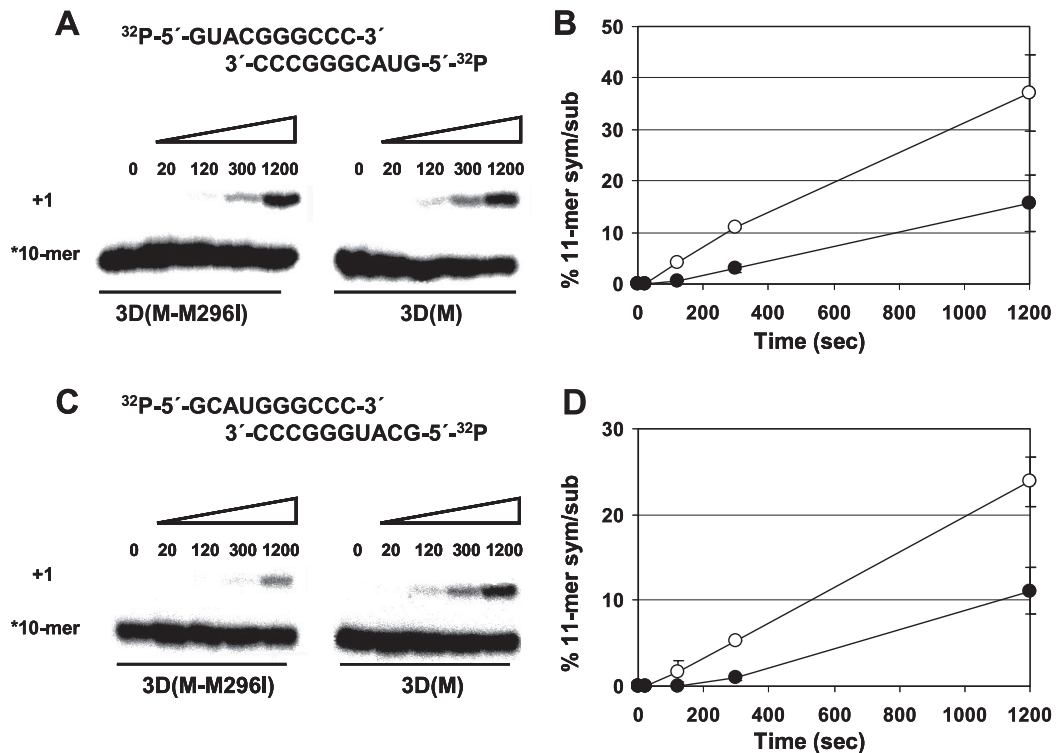 A
32P-5´-GUACGGGCCC-3´
3´-CCCGGGCAUG-5´-32P
0 20 120 300 1200
0 20 120 300 1200
+1
*10-mer
3D(M-M296I)
3D(M)
B
% 11-mer sym/sub
50
40
30
20
10
0
0 200 400 600 800 1000 1200
Time (sec)
C
32P-5´-GCAUGGGCCC-3´
3´-CCCGGGUACG-5´-32P
0 20 120 300 1200
0 20 120 300 1200
+1
*10-mer
3D(M-M296I)
3D(M)
D
% 11-mer sym/sub
30
20
10
0
0 200 400 600 800 1000 1200
Time (sec)